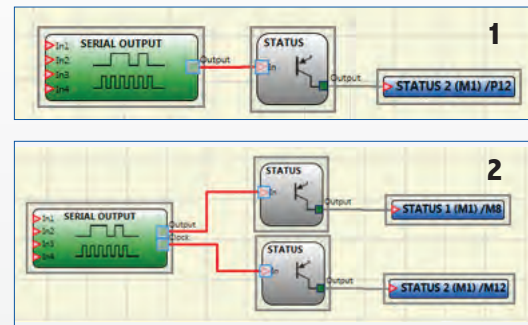 1
SERIAL OUTPUT
In1
In2
In3
In4
Output
STATUS
In
Output
STATUS 2 (M1) /P12
2
SERIAL OUTPUT
In1
In2
In3
In4
Output
Clock
STATUS
In
Output
STATUS 1 (M1) /M8
STATUS
In
Output
STATUS 2 (M1) /M12